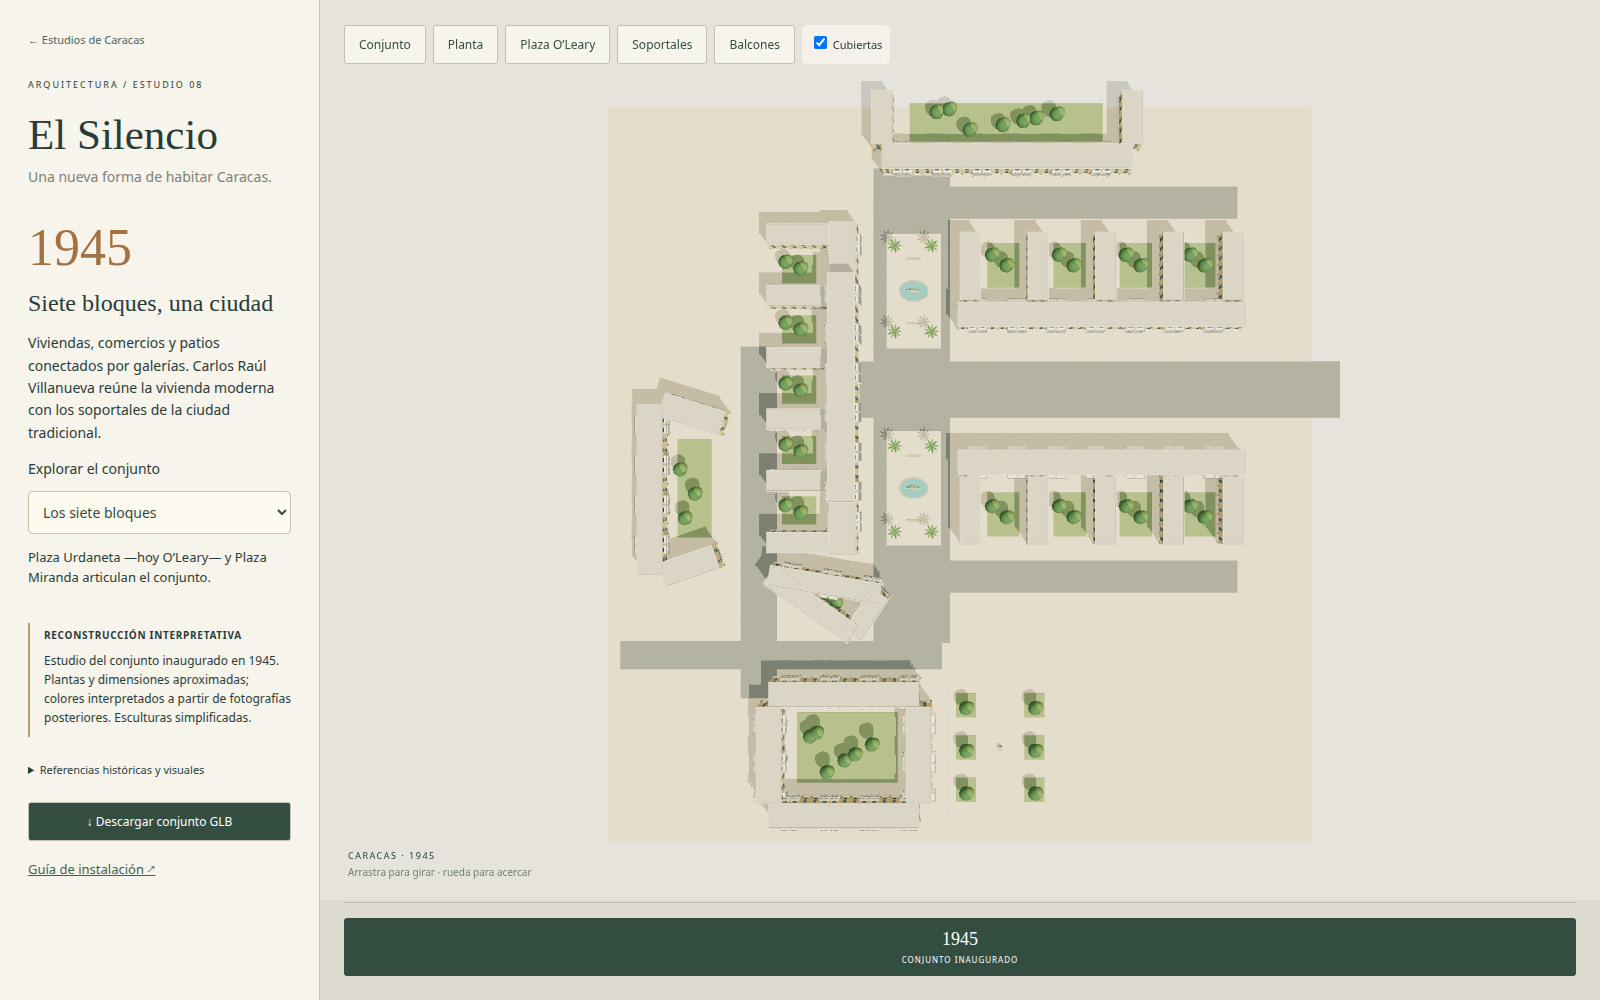 ← Estudios de Caracas
ARQUITECTURA / ESTUDIO 08
El Silencio
Una nueva forma de habitar Caracas.
1945
Siete bloques, una ciudad
Viviendas, comercios y patios
conectados por galerías. Carlos Raúl
Villanueva reúne la vivienda moderna
con los soportales de la ciudad
tradicional.
Explorar el conjunto
Los siete bloques
Plaza Urdaneta —hoy O’Leary— y Plaza
Miranda articulan el conjunto.
RECONSTRUCCIÓN INTERPRETATIVA
Estudio del conjunto inaugurado en 1945.
Plantas y dimensiones aproximadas;
colores interpretados a partir de fotografías
posteriores. Esculturas simplificadas.
▶ Referencias históricas y visuales
↓ Descargar conjunto GLB
Guía de instalación ↗
Conjunto
Planta
Plaza O’Leary
Soportales
Balcones
Cubiertas
CARACAS · 1945
Arrastra para girar · rueda para acercar
1945
CONJUNTO INAUGURADO